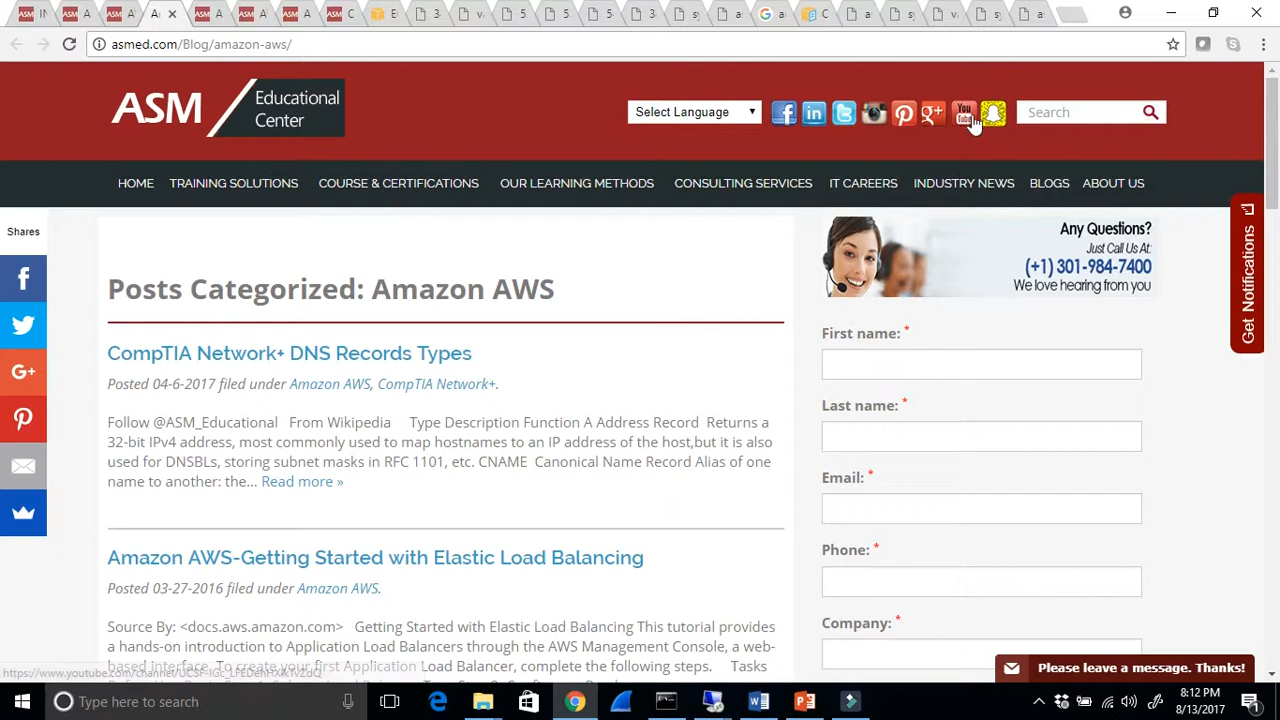 asmed.com/Blog/amazon-aws/
ASM Educational Center
Select Language
Search
HOME TRAINING SOLUTIONS COURSE & CERTIFICATIONS OUR LEARNING METHODS CONSULTING SERVICES IT CAREERS INDUSTRY NEWS BLOGS ABOUT US
Shares
Get Notifications
Posts Categorized: Amazon AWS
CompTIA Network+ DNS Records Types
Posted 04-6-2017 filed under Amazon AWS, CompTIA Network+.
Follow @ASM_Educational From Wikipedia Type Description Function A Address Record Returns a
32-bit IPv4 address, most commonly used to map hostnames to an IP address of the host,but it is also
used for DNSBLs, storing subnet masks in RFC 1101, etc. CNAME Canonical Name Record Alias of one
name to another: the... Read more »
Amazon AWS-Getting Started with Elastic Load Balancing
Posted 03-27-2016 filed under Amazon AWS.
Source By: <docs.aws.amazon.com> Getting Started with Elastic Load Balancing This tutorial provides
a hands-on introduction to Application Load Balancers through the AWS Management Console, a web-
based interface. To create your first Application Load Balancer, complete the following steps. Tasks
Any Questions?
Just Call Us At:
(+1) 301-984-7400
We love hearing from you
First name: *
Last name: *
Email: *
Phone: *
Company: *
Please leave a message. Thanks!
Type here to search
8:12 PM
8/13/2017